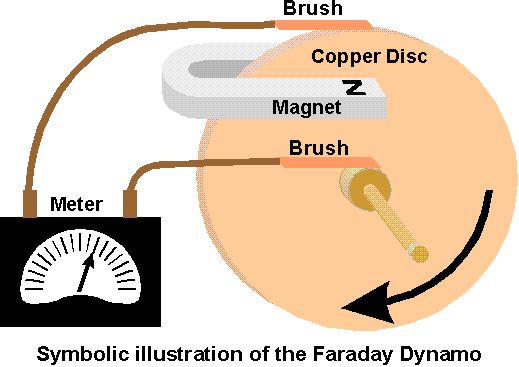 Brush
Copper Disc
N
Magnet
Brush
Meter
Symbolic illustration of the Faraday Dynamo